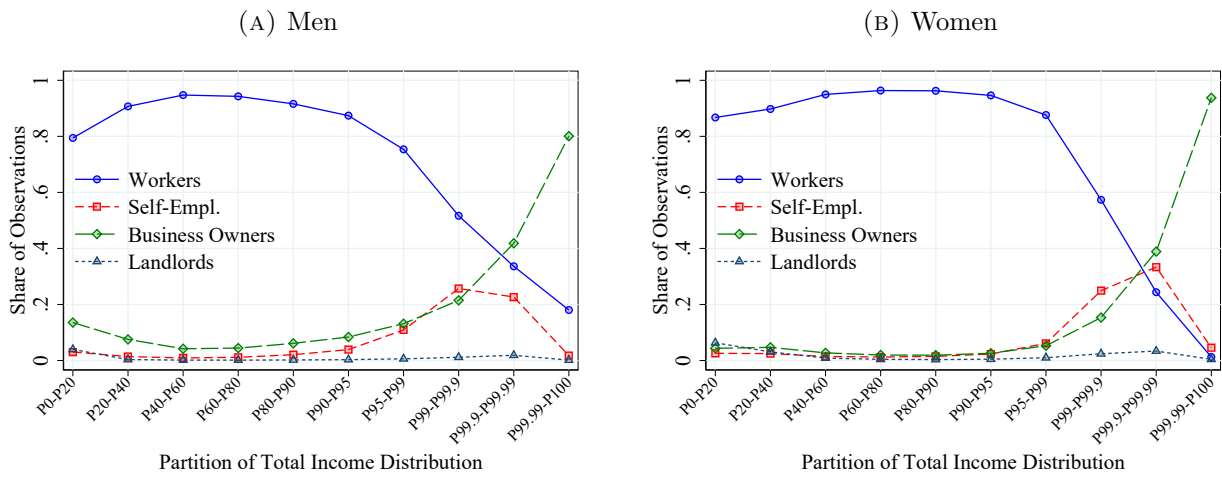 (A) Men
1
.8
.6
.4
.2
0
Share of Observations
Workers
Self-Empl.
Business Owners
Landlords
P0-P20
P20-P40
P40-P60
P60-P80
P80-P90
P90-P95
P95-P99
P99-P99.9
P99.9-P99.99
P99.99-P100
Partition of Total Income Distribution
(B) Women
1
.8
.6
.4
.2
0
Share of Observations
Workers
Self-Empl.
Business Owners
Landlords
P0-P20
P20-P40
P40-P60
P60-P80
P80-P90
P90-P95
P95-P99
P99-P99.9
P99.9-P99.99
P99.99-P100
Partition of Total Income Distribution